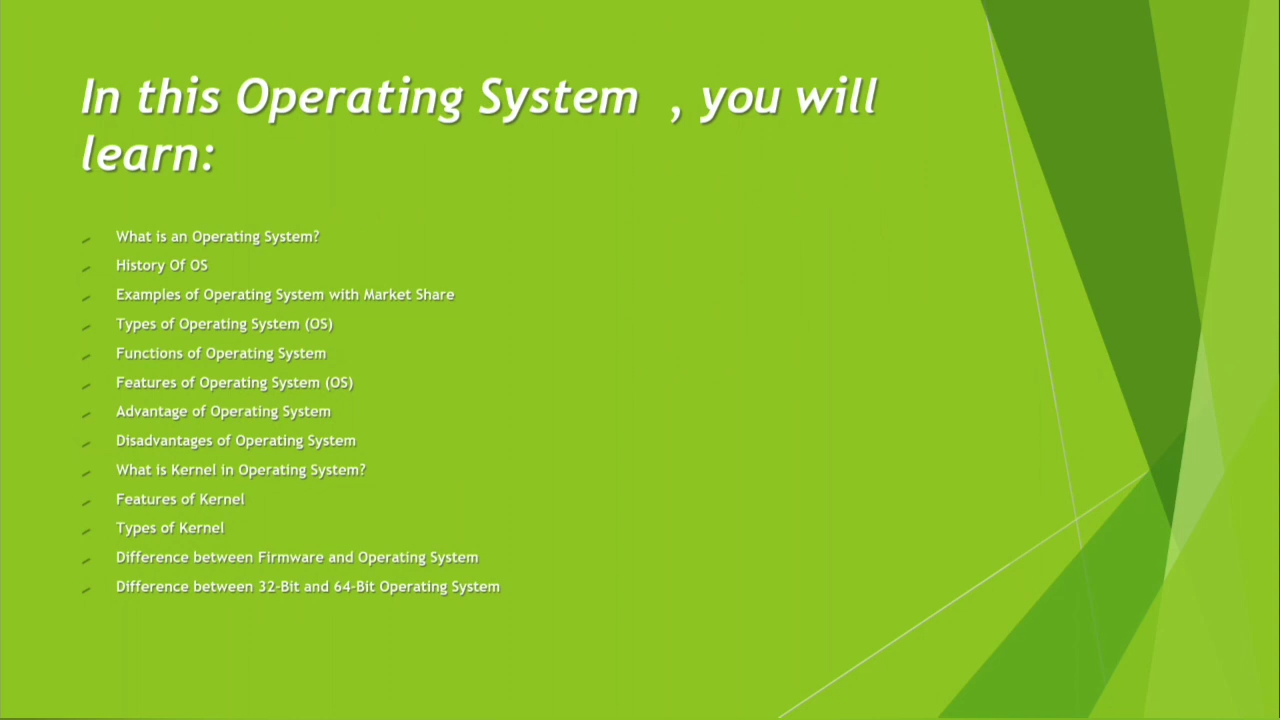 In this Operating System , you will
learn:
What is an Operating System?
History Of OS
Examples of Operating System with Market Share
Types of Operating System (OS)
Functions of Operating System
Features of Operating System (OS)
Advantage of Operating System
Disadvantages of Operating System
What is Kernel in Operating System?
Features of Kernel
Types of Kernel
Difference between Firmware and Operating System
Difference between 32-Bit and 64-Bit Operating System